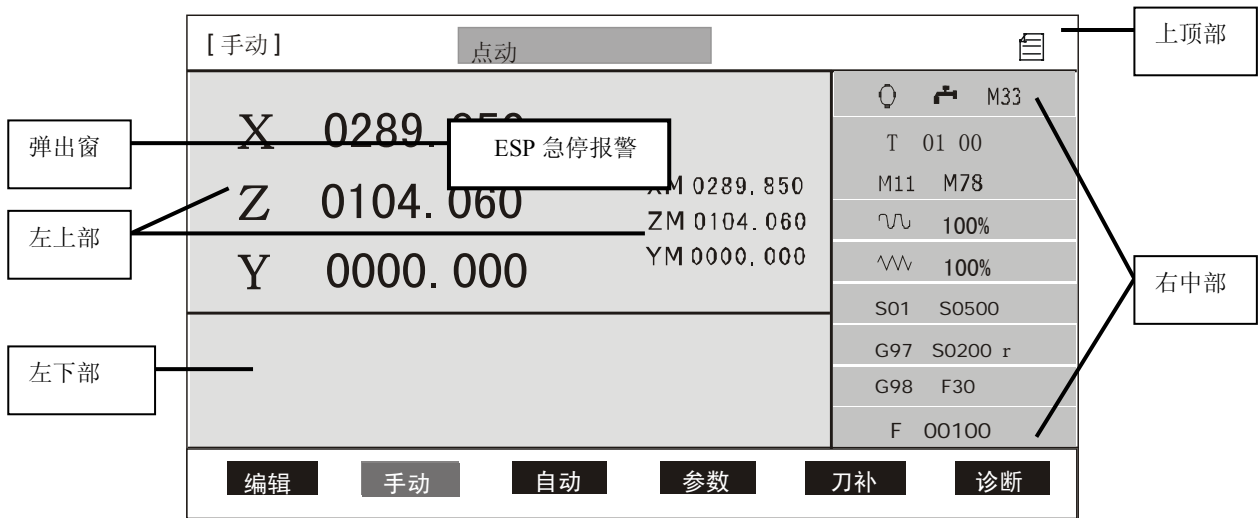 [手动]
点动
上顶部
弹出窗
左上部
左下部
右中部
X 0289.
ESP 急停报警
Z 0104.060
Y 0000.000
M 0289.850
ZM 0104.060
YM 0000.000
M33
T 01 00
M11 M78
100%
100%
S01 S0500
G97 S0200 r
G98 F30
F 00100
编辑 手动 自动 参数 刀补 诊断